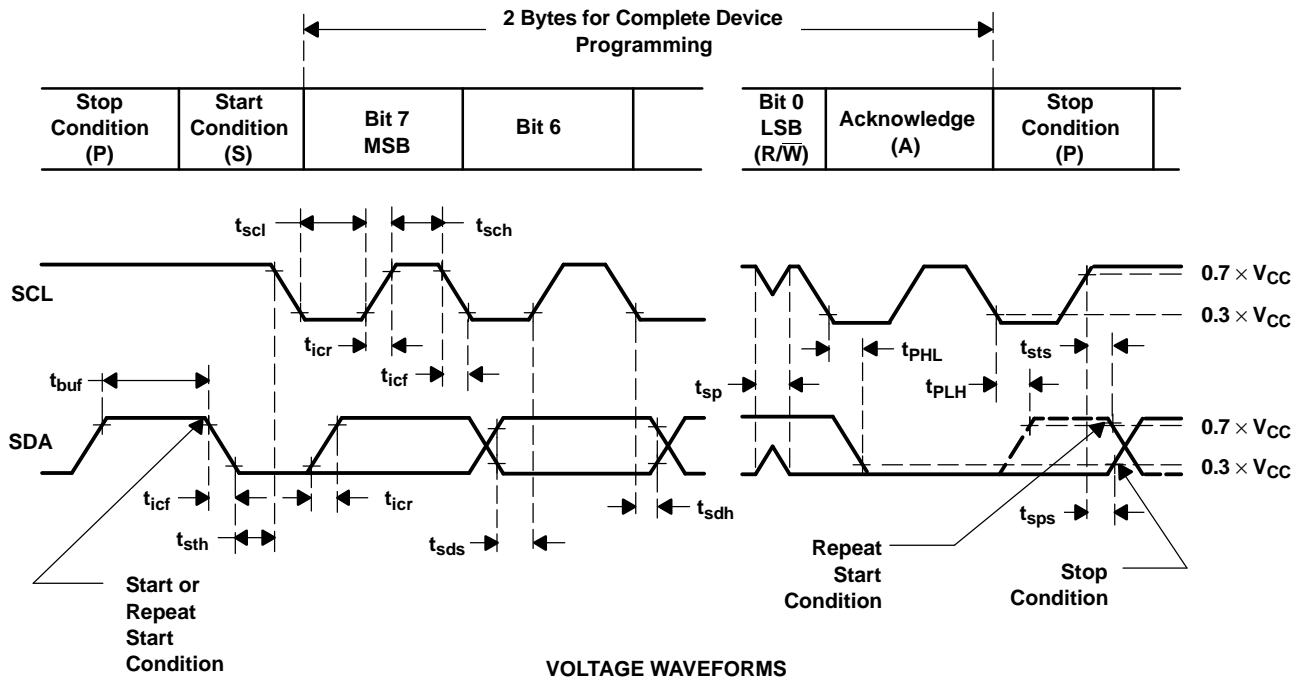 2 Bytes for Complete Device
Programming
Stop
Condition
(P)
Start
Condition
(S)
Bit 7
MSB
Bit 6
Bit 0
LSB
(R/W̅)
Acknowledge
(A)
Stop
Condition
(P)
tscl
tsch
SCL
0.7 × VCC
0.3 × VCC
ticr
ticf
tbuf
tsp
tPHL
tPLH
tsts
SDA
0.7 × VCC
0.3 × VCC
ticf
ticr
tsth
tsds
tsdh
tsps
Start or
Repeat
Start
Condition
Repeat
Start
Condition
Stop
Condition
VOLTAGE WAVEFORMS